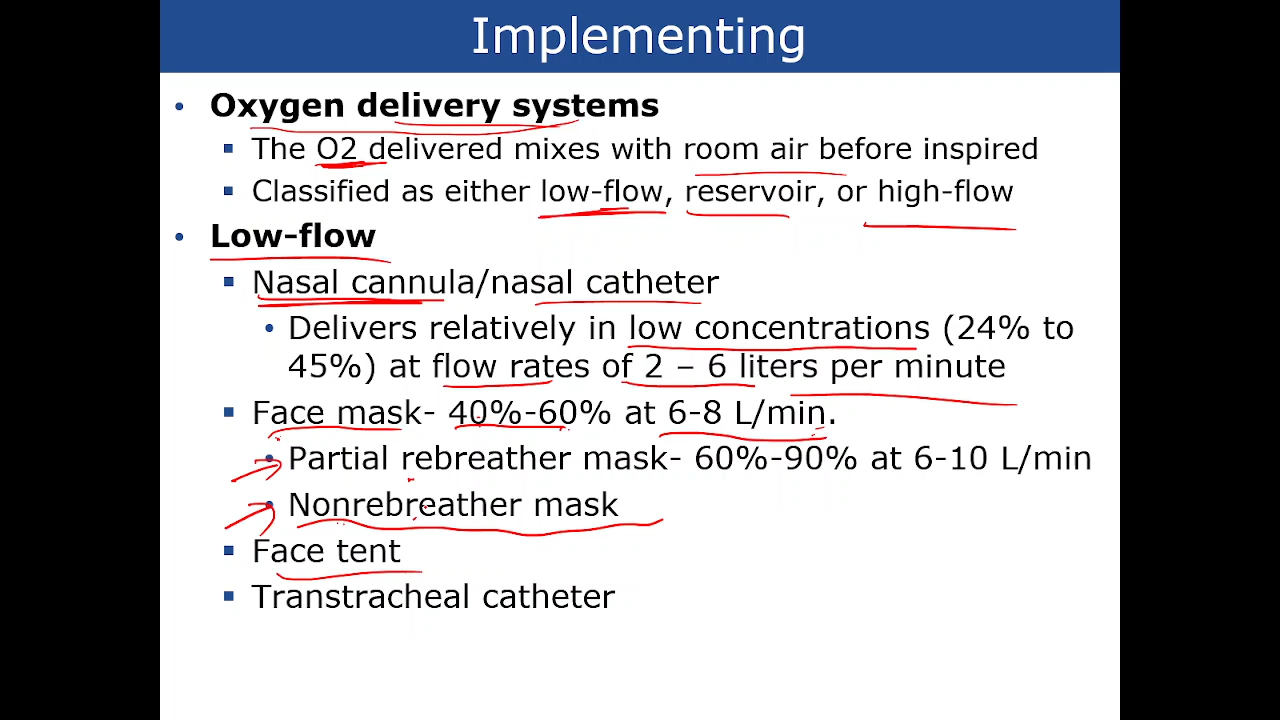 Implementing
• Oxygen delivery systems
▪ The O2 delivered mixes with room air before inspired
▪ Classified as either low-flow, reservoir, or high-flow
• Low-flow
▪ Nasal cannula/nasal catheter
• Delivers relatively in low concentrations (24% to
45%) at flow rates of 2 – 6 liters per minute
▪ Face mask- 40%-60% at 6-8 L/min.
• Partial rebreather mask- 60%-90% at 6-10 L/min
• Nonrebreather mask
▪ Face tent
▪ Transtracheal catheter